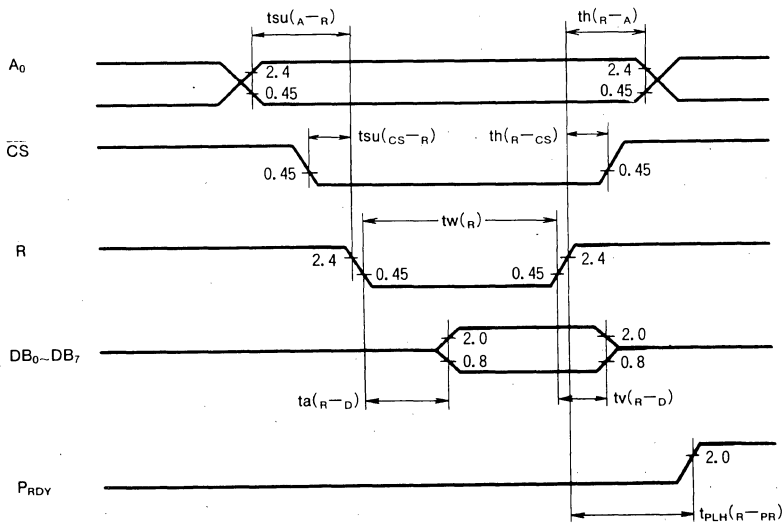 tsu(A—R) th(R—A)
A0
2.4 2.4
0.45 0.45
tsu(CS—R) th(R—CS)
CS
0.45 0.45
tw(R)
R
2.4 0.45 0.45 2.4
DB0~DB7
2.0 2.0
0.8 0.8
ta(R—D) tv(R—D)
PRDY
2.0
tPLH(R—PR)